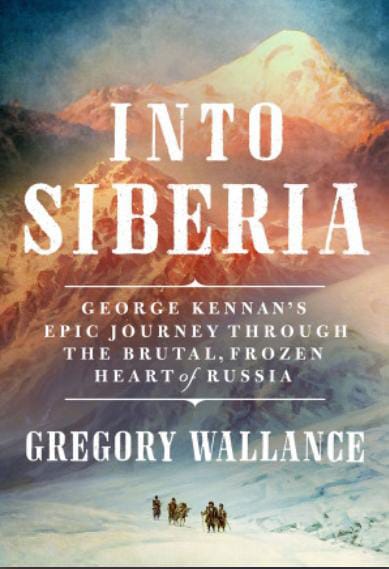 INTO
SIBERIA
GEORGE KENNAN'S
EPIC JOURNEY THROUGH
THE BRUTAL, FROZEN
HEART of RUSSIA
GREGORY WALLANCE